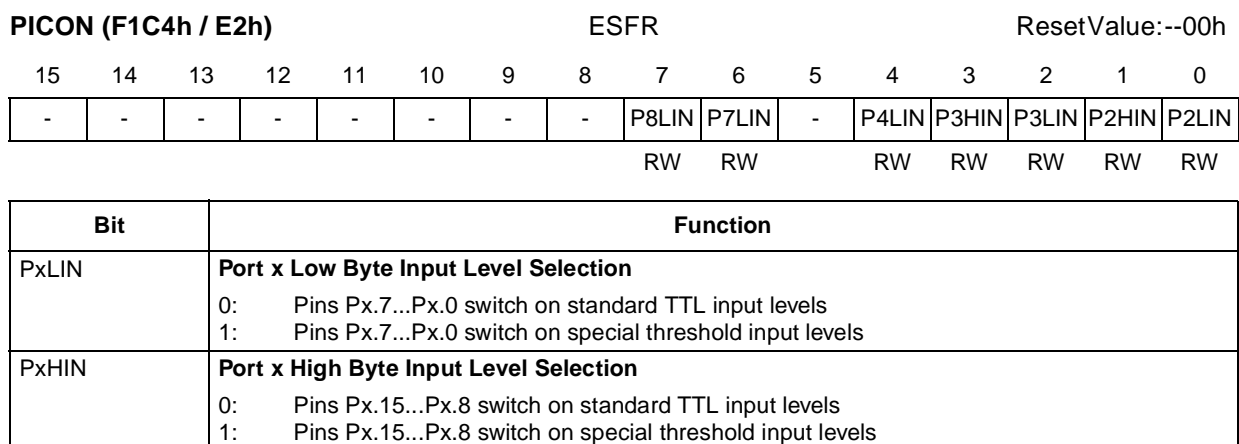 PICON (F1C4h / E2h) ESFR ResetValue:--00h
15 14 13 12 11 10 9 8 7 6 5 4 3 2 1 0
- - - - - - - - P8LIN P7LIN - P4LIN P3HIN P3LIN P2HIN P2LIN
RW RW RW RW RW RW RW
Bit Function
PxLIN Port x Low Byte Input Level Selection
0: Pins Px.7...Px.0 switch on standard TTL input levels
1: Pins Px.7...Px.0 switch on special threshold input levels
PxHIN Port x High Byte Input Level Selection
0: Pins Px.15...Px.8 switch on standard TTL input levels
1: Pins Px.15...Px.8 switch on special threshold input levels